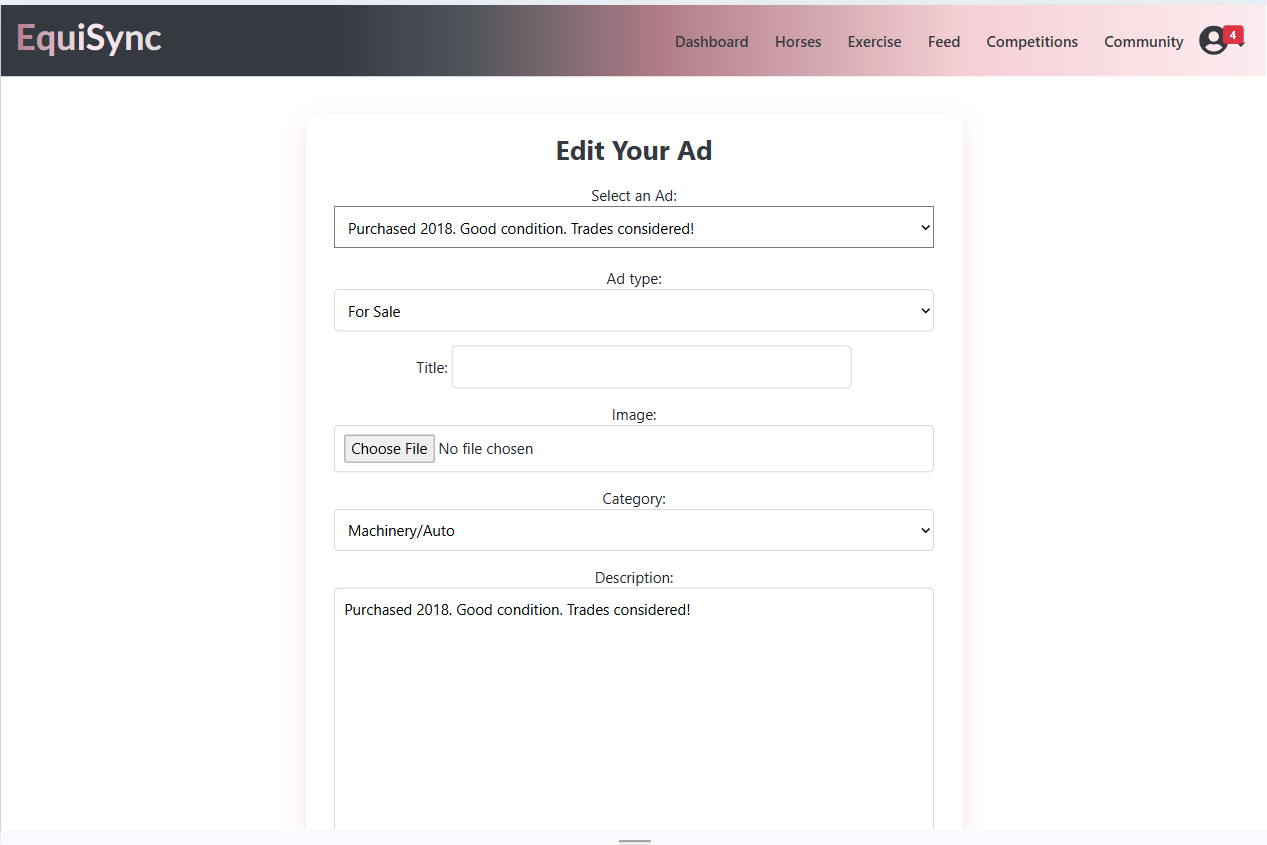 EquiSync
Dashboard Horses Exercise Feed Competitions Community 4
Edit Your Ad
Select an Ad:
Purchased 2018. Good condition. Trades considered!
Ad type:
For Sale
Title:
Image:
Choose File No file chosen
Category:
Machinery/Auto
Description:
Purchased 2018. Good condition. Trades considered!